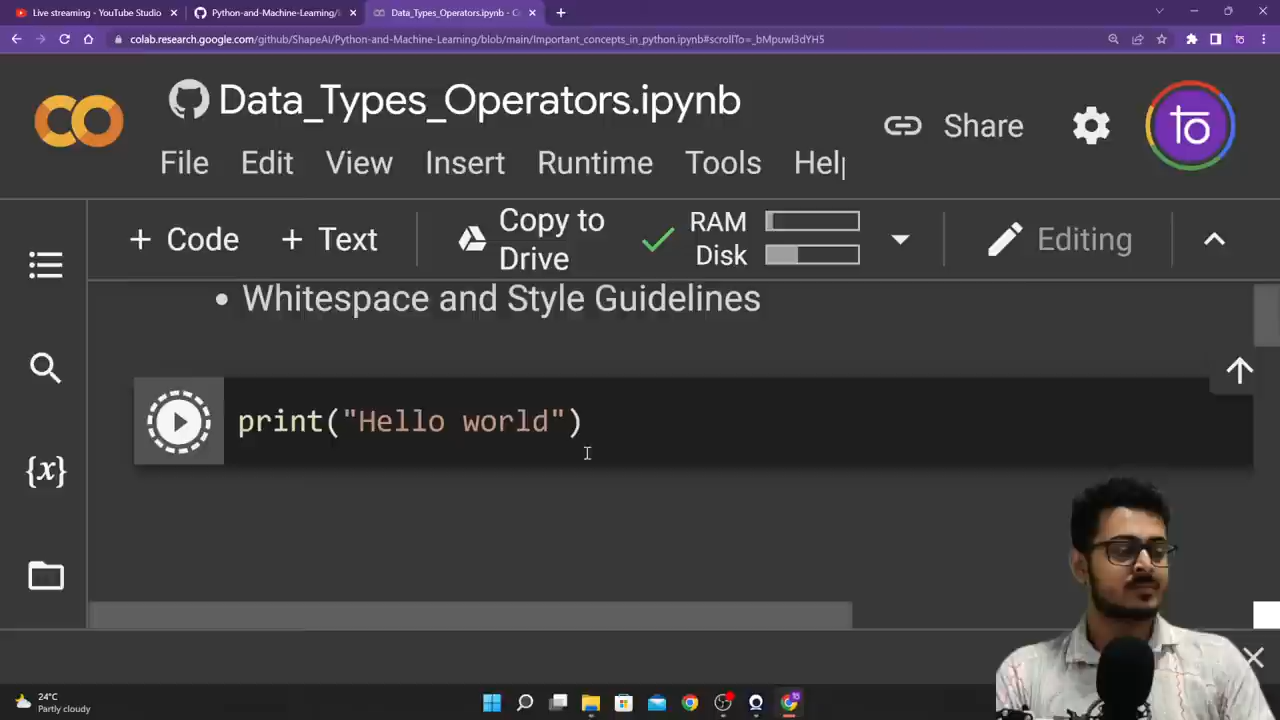 Live streaming - YouTube Studio
Python-and-Machine-Learning/
Data_Types_Operators.ipynb - C
colab.research.google.com/github/ShapeAI/Python-and-Machine-Learning/blob/main/Important_concepts_in_python.ipynb#scrollTo=_bMpuwl3dYH5
Data_Types_Operators.ipynb
Share
to
File Edit View Insert Runtime Tools Help
+ Code + Text
Copy to
Drive
RAM
Disk
Editing
• Whitespace and Style Guidelines
print("Hello world")
{x}
24°C
Partly cloudy